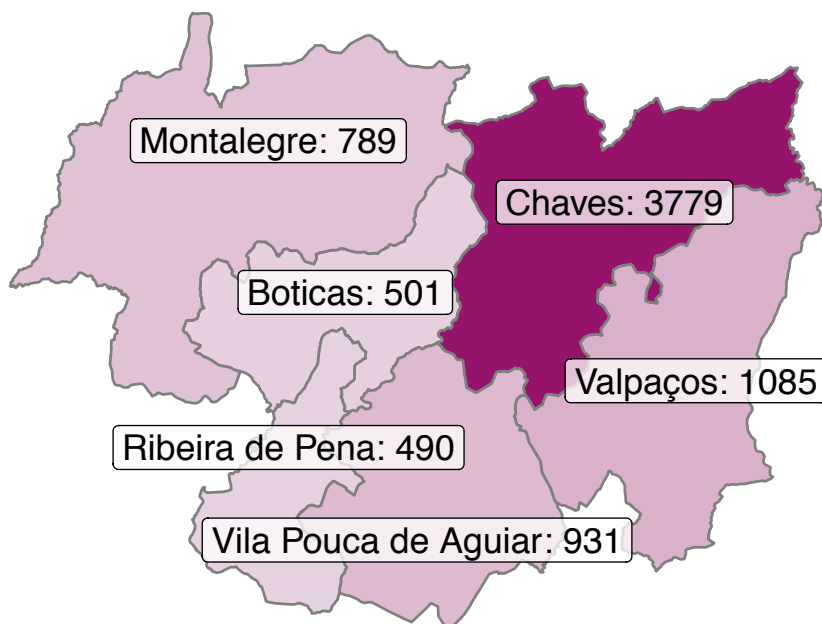 Montalegre: 789
Chaves: 3779
Boticas: 501
Valpaços: 1085
Ribeira de Pena: 490
Vila Pouca de Aguiar: 931